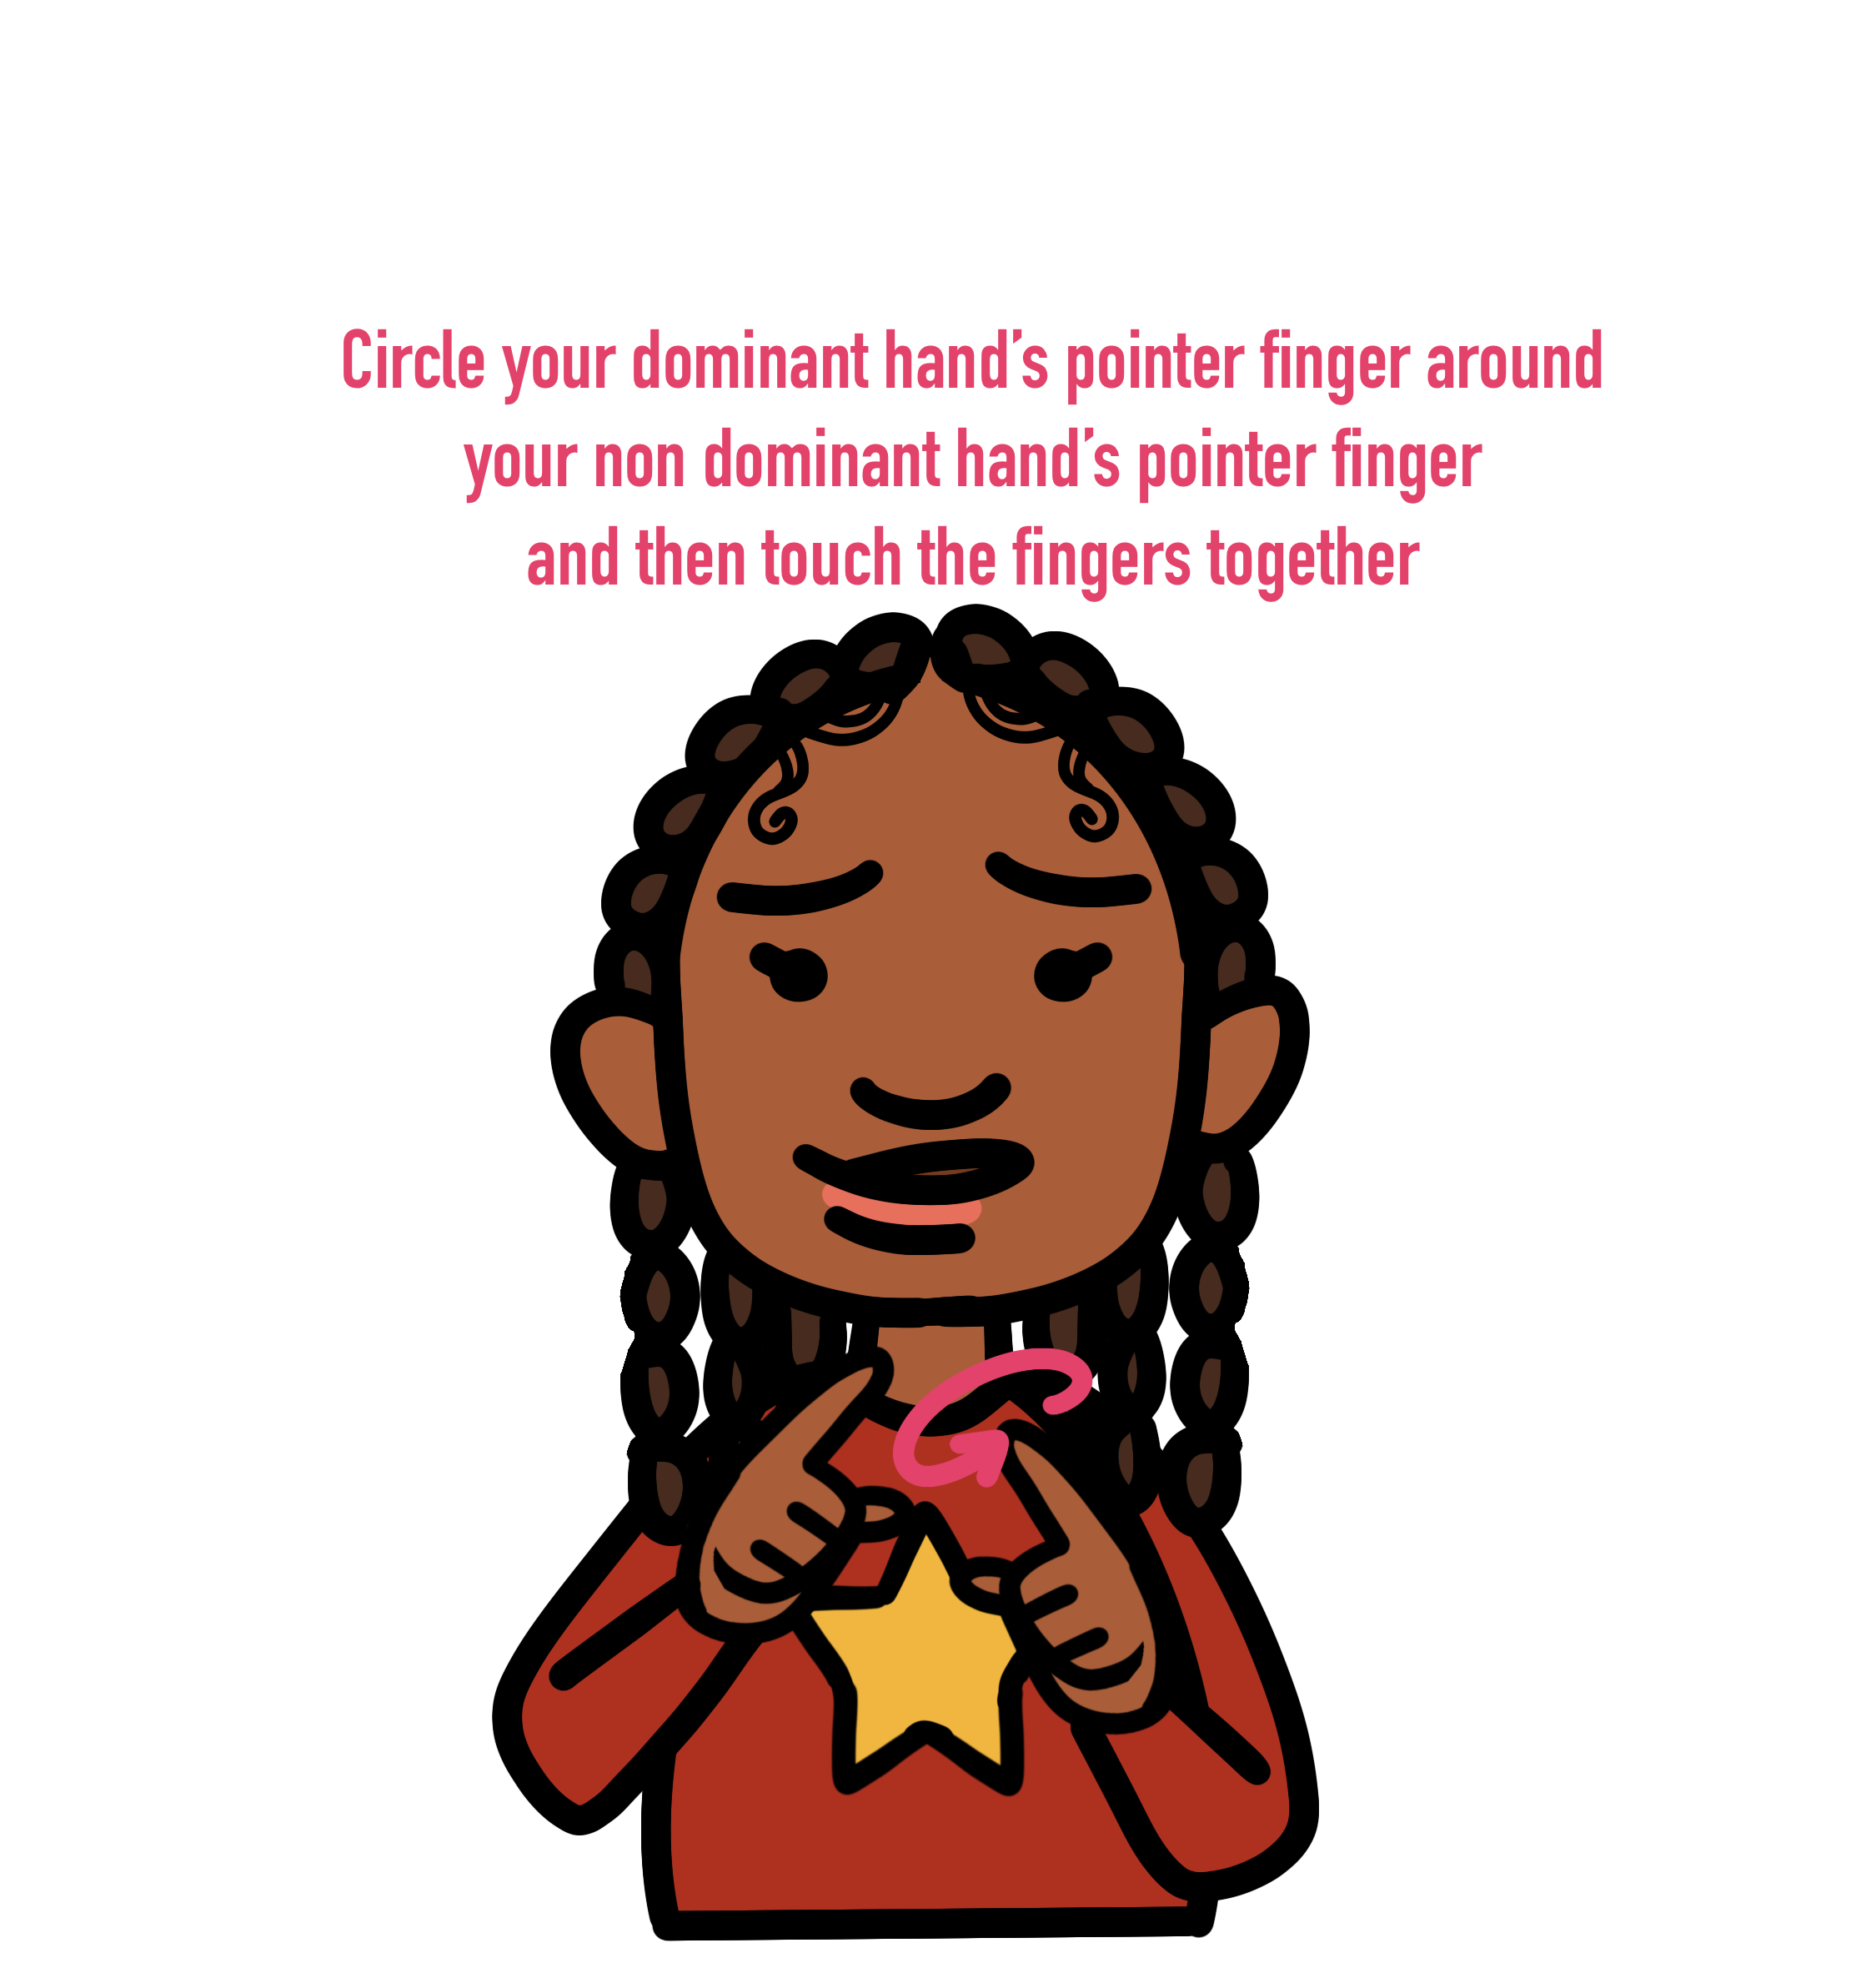 Circle your dominant hand's pointer finger around
your non dominant hand's pointer finger
and then touch the fingers together